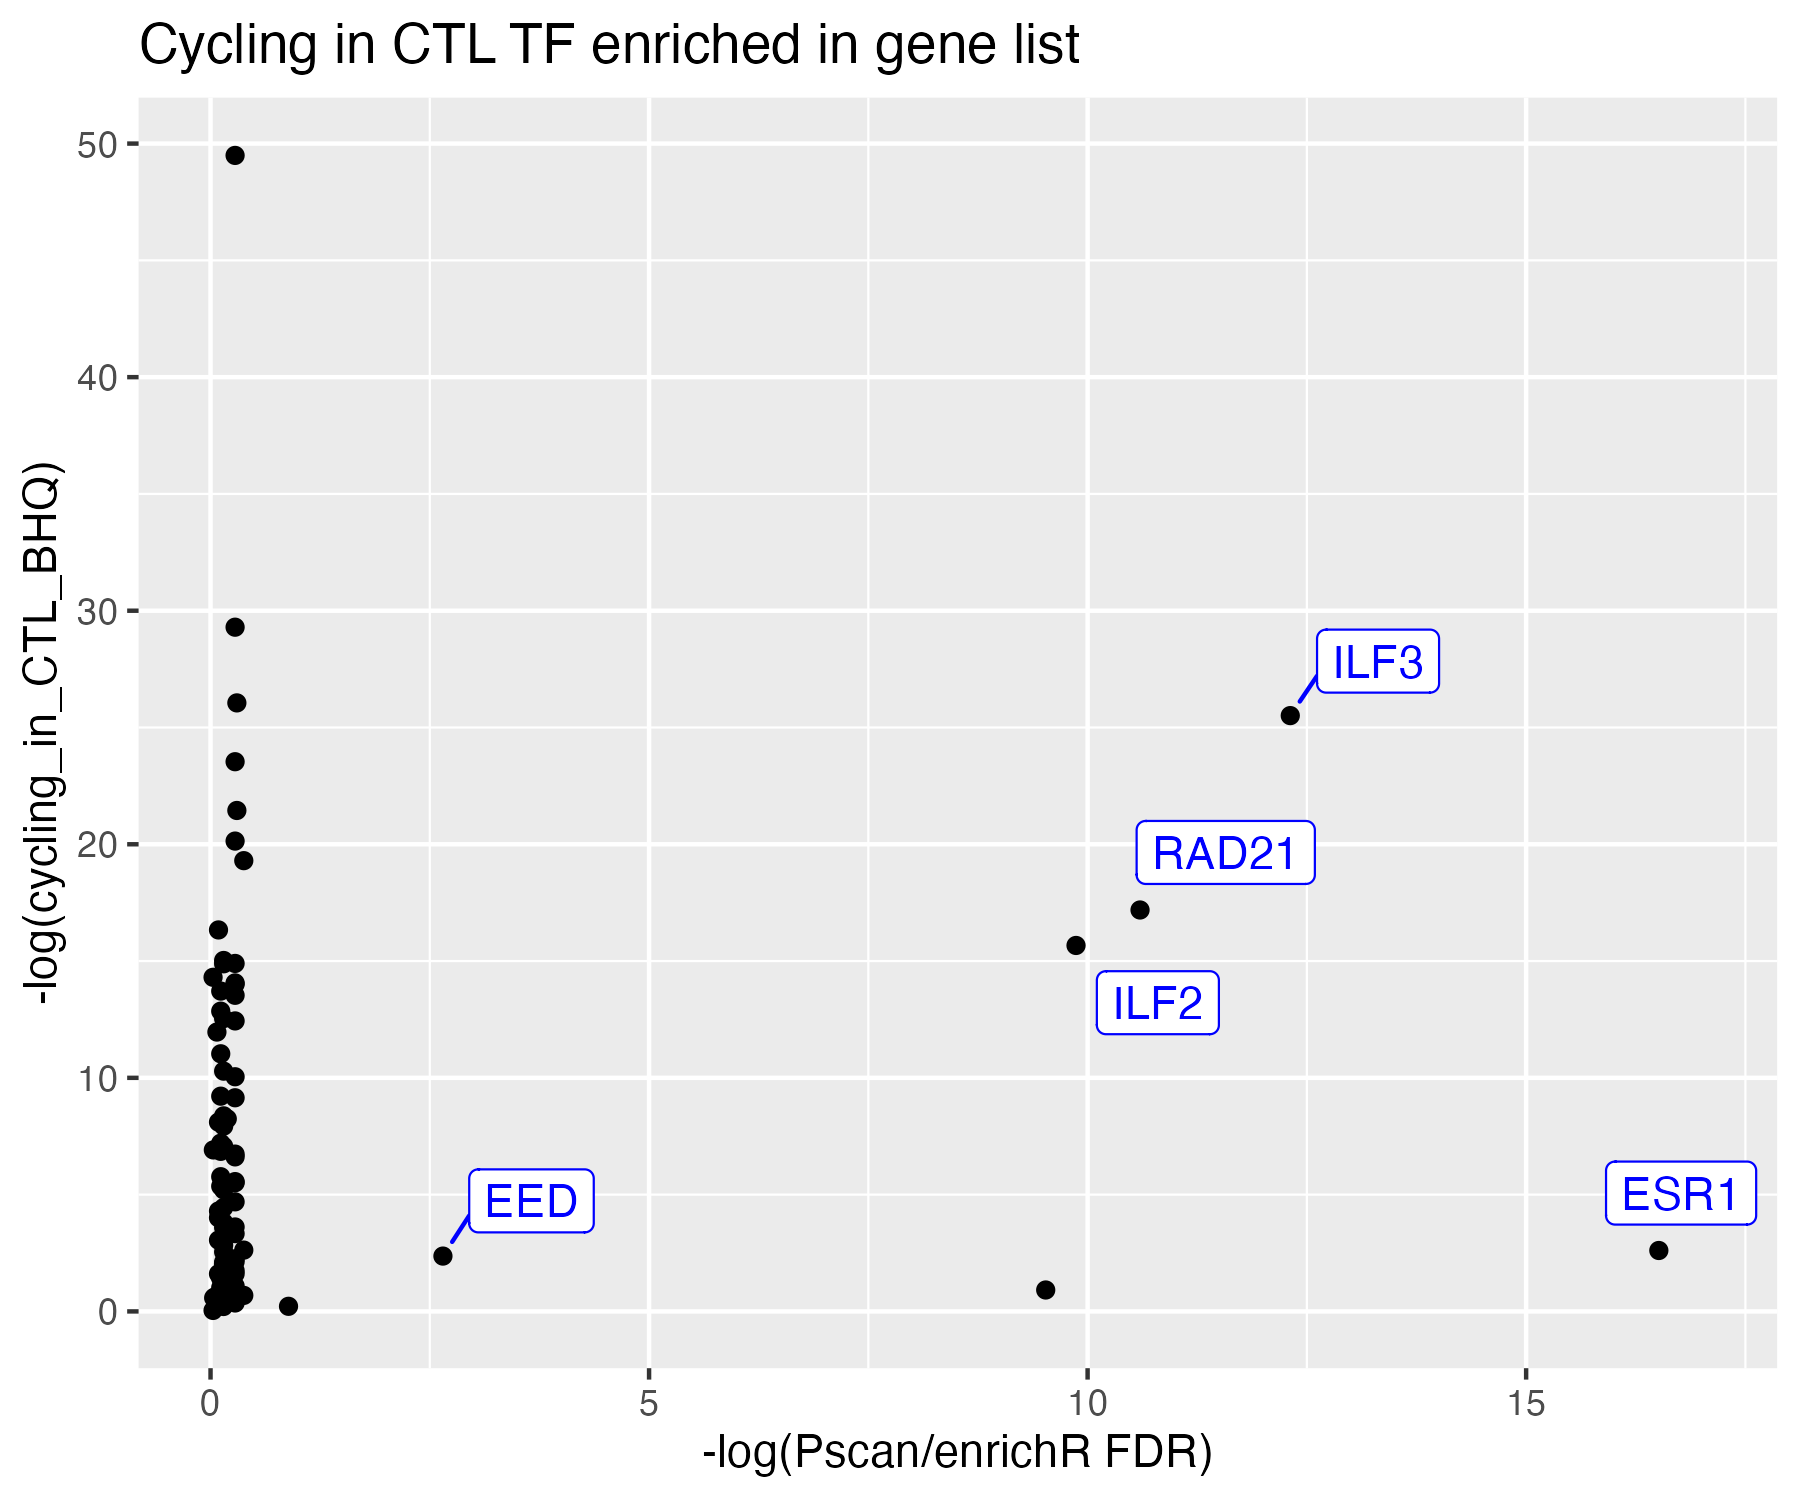 Cycling in CTL TF enriched in gene list
-log(cycling_in_CTL_BHQ)
50
40
30
20
10
0
ILF3
RAD21
ILF2
EED
ESR1
0 5 10 15
-log(Pscan/enrichR FDR)